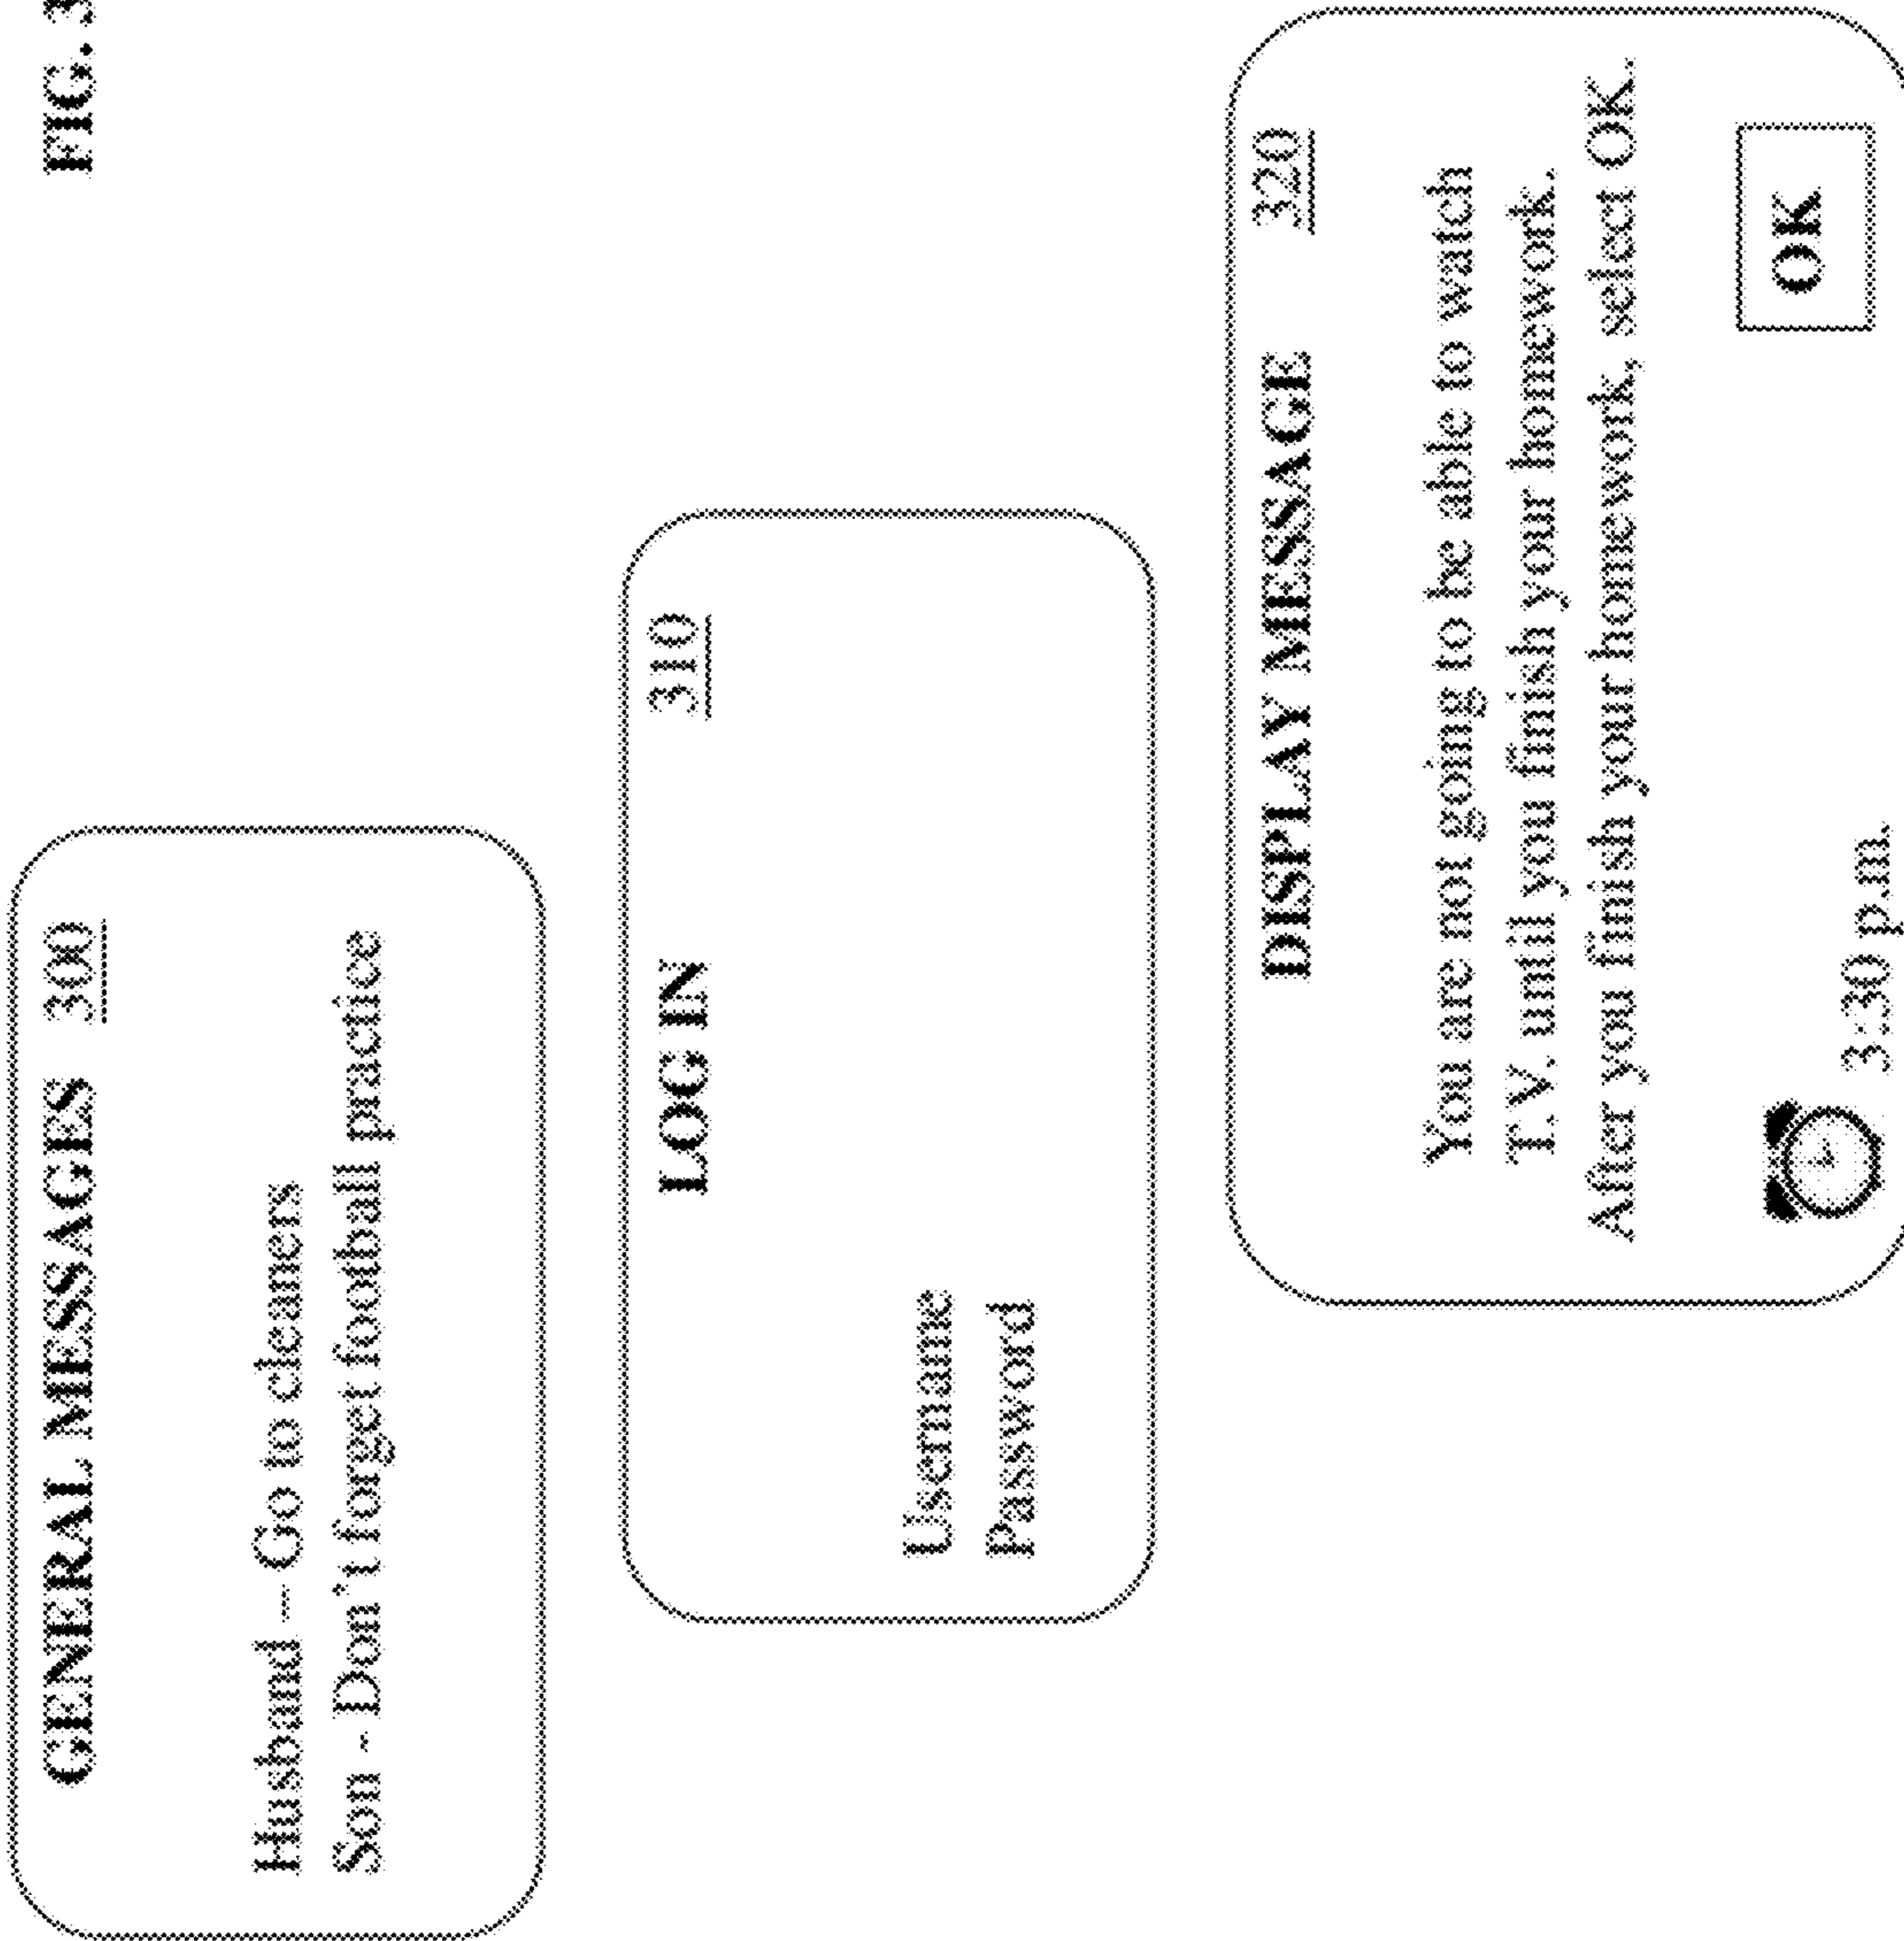 FIG. 3
GENERAL MESSAGES 300
Husband – Go to cleaners
Son - Don't forget football practice
LOG IN 310
Username
Password
DISPLAY MESSAGE 320
You are not going to be able to watch
T.V. until you finish your homework.
After you finish your homework, select OK.
3:30 p.m.
OK